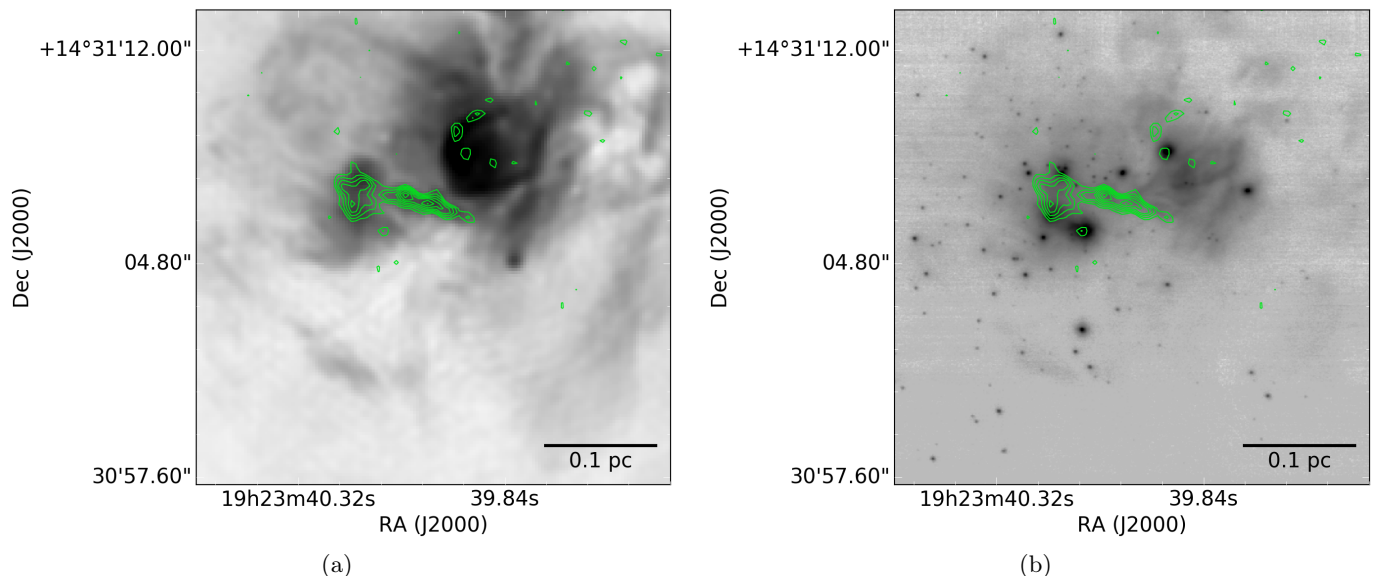 +14°31'12.00"
04.80"
30'57.60"
Dec (J2000)
0.1 pc
19h23m40.32s
39.84s
RA (J2000)
(a)
+14°31'12.00"
04.80"
30'57.60"
Dec (J2000)
0.1 pc
19h23m40.32s
39.84s
RA (J2000)
(b)